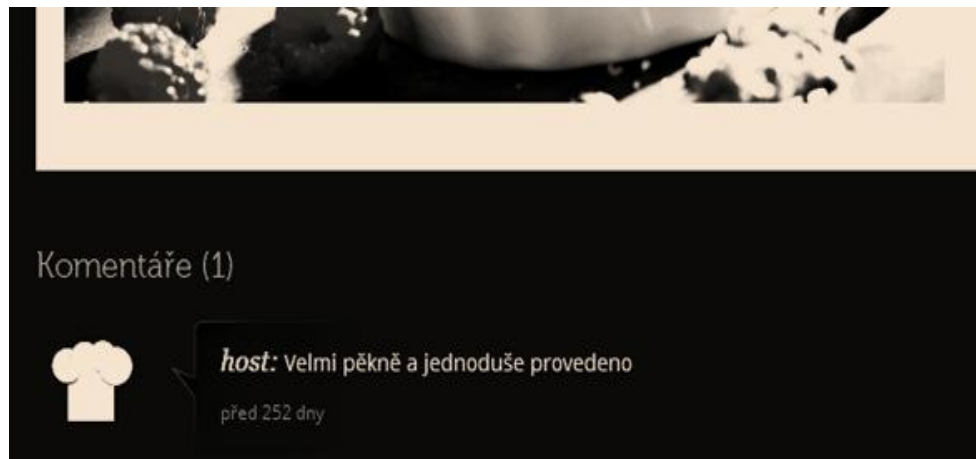 Komentáře (1)
host: Velmi pěkně a jednoduše provedeno
před 252 dny